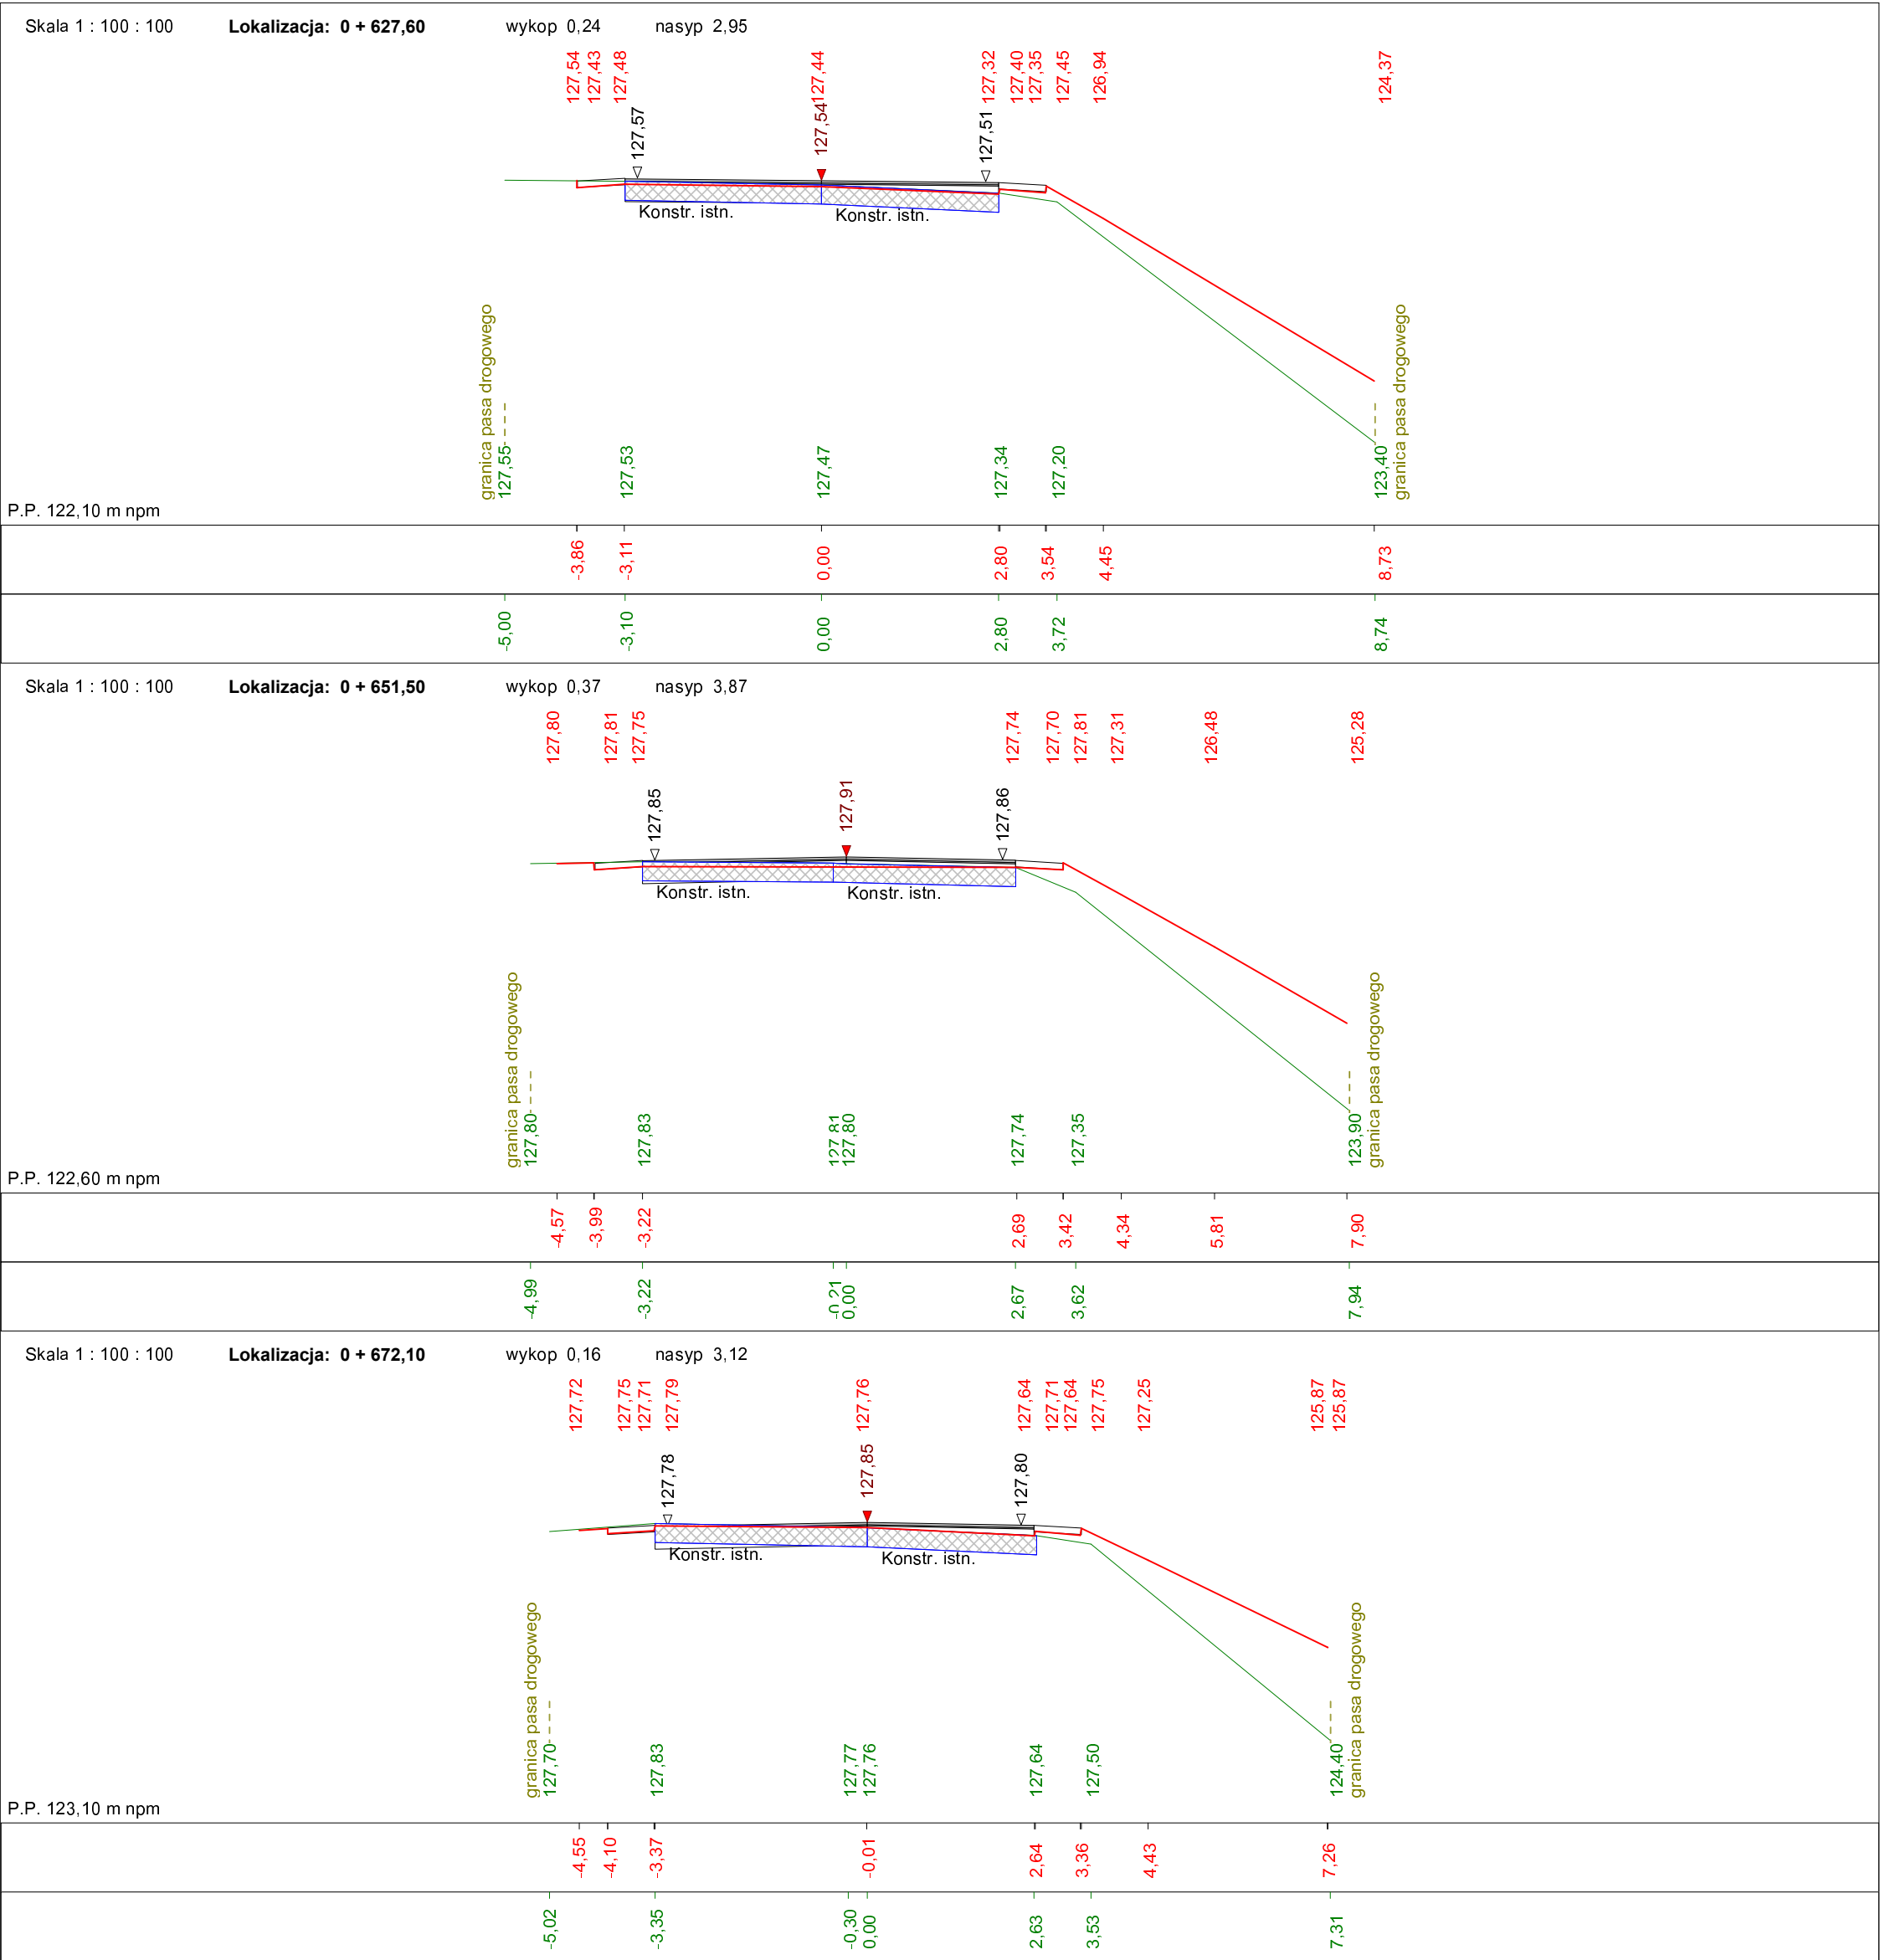 Skala 1 : 100 : 100 Lokalizacja: 0 + 627,60 wykop 0,24 nasyp 2,95
127,54 127,43 127,48 127,44 127,32 127,40 127,35 127,45 126,94 124,37
127,57 127,54 127,51
Konstr. istn. Konstr. istn.
granica pasa drogowego granica pasa drogowego
127,55 127,53 127,47 127,34 127,20 123,40
P.P. 122,10 m npm
-3,86 -3,11 0,00 2,80 3,54 4,45 8,73
-5,00 -3,10 0,00 2,80 3,72 8,74
Skala 1 : 100 : 100 Lokalizacja: 0 + 651,50 wykop 0,37 nasyp 3,87
127,80 127,81 127,75 127,74 127,70 127,81 127,31 126,48 125,28
127,85 127,91 127,86
Konstr. istn. Konstr. istn.
granica pasa drogowego granica pasa drogowego
127,80 127,83 127,81 127,80 127,74 127,35 123,90
P.P. 122,60 m npm
-4,57 -3,99 -3,22 2,69 3,42 4,34 5,81 7,90
-4,99 -3,22 -0,21 0,00 2,67 3,62 7,94
Skala 1 : 100 : 100 Lokalizacja: 0 + 672,10 wykop 0,16 nasyp 3,12
127,72 127,75 127,71 127,79 127,76 127,64 127,71 127,64 127,75 127,25 125,87 125,87
127,78 127,85 127,80
Konstr. istn. Konstr. istn.
granica pasa drogowego granica pasa drogowego
127,70 127,83 127,77 127,76 127,64 127,50 124,40
P.P. 123,10 m npm
-4,55 -4,10 -3,37 -0,01 2,64 3,36 4,43 7,26
-5,02 -3,35 -0,30 0,00 2,63 3,53 7,31